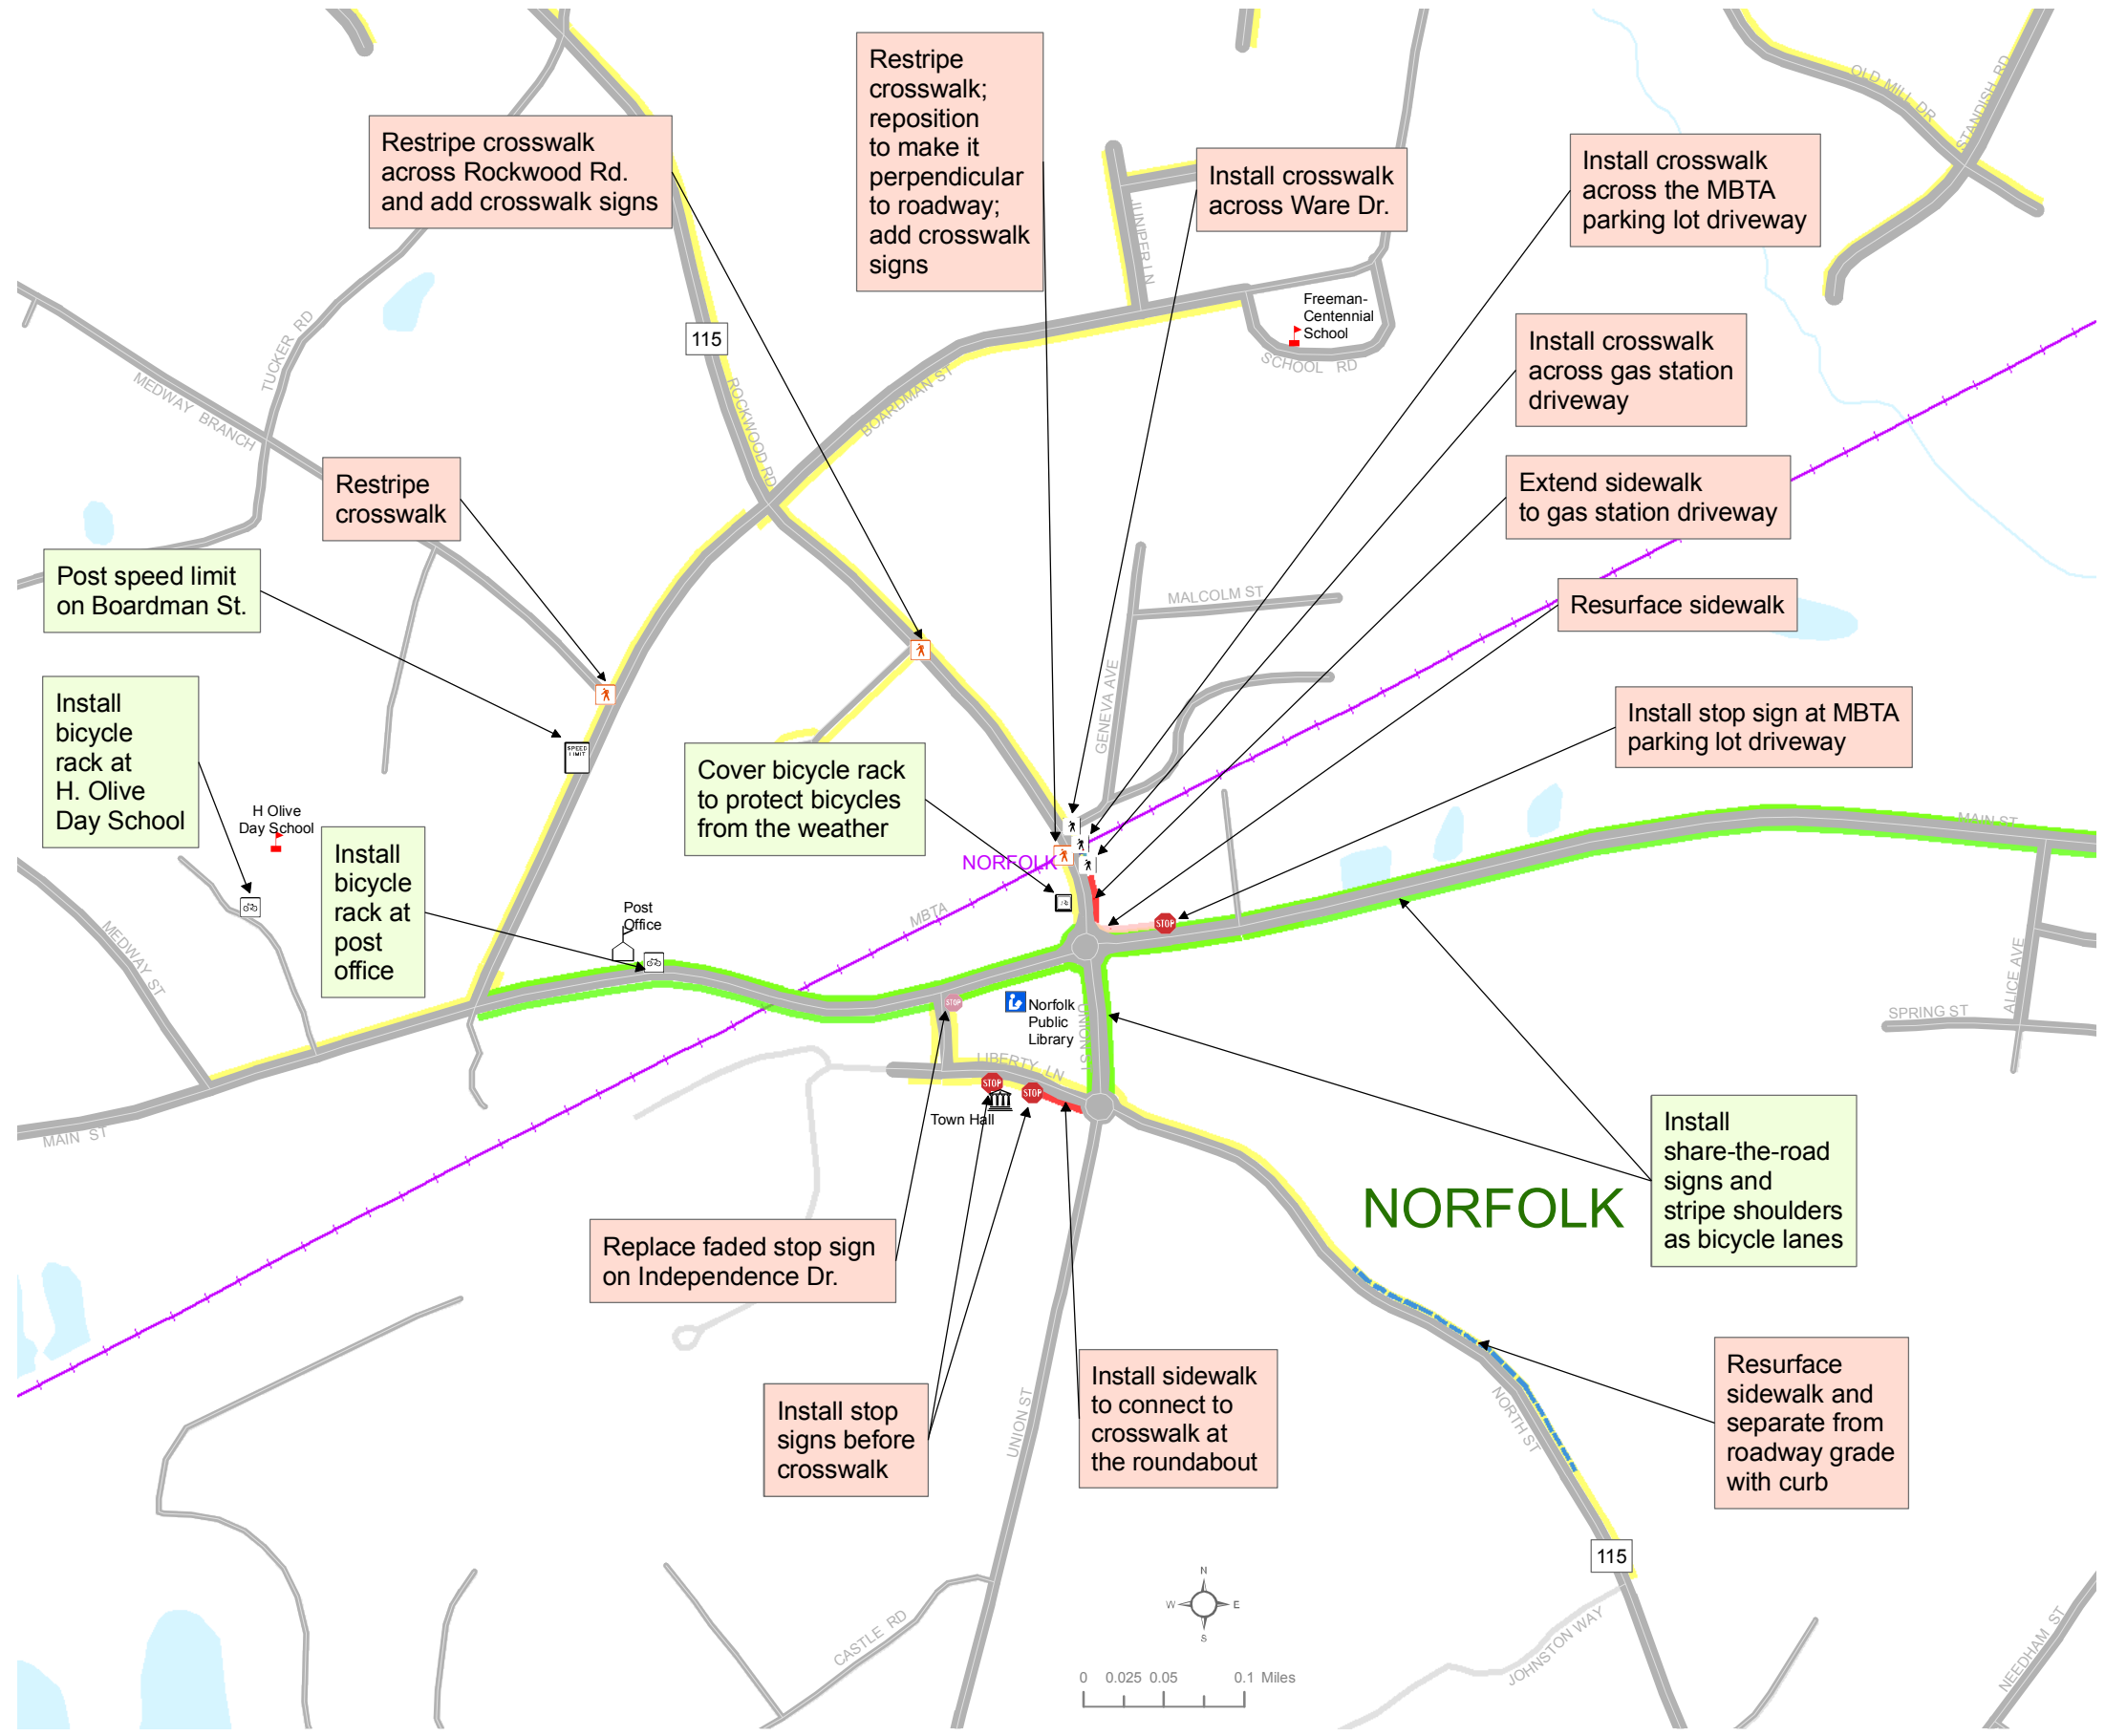 Restripe
crosswalk;
reposition
to make it
perpendicular
to roadway;
add crosswalk
signs
Restripe crosswalk
across Rockwood Rd.
and add crosswalk signs
Install crosswalk
across Ware Dr.
Install crosswalk
across the MBTA
parking lot driveway
OLD MILL DR
STANDISH RD
JUNIPER LN
Freeman-
Centennial
School
SCHOOL RD
115
TUCKER RD
MEDWAY BRANCH
ROCKWOOD RD
BOARDMAN ST
Install crosswalk
across gas station
driveway
Restripe
crosswalk
Extend sidewalk
to gas station driveway
Post speed limit
on Boardman St.
MALCOLM ST
Resurface sidewalk
GENEVA AVE
Install
bicycle
rack at
H. Olive
Day School
SPEED
LIMIT
Install stop sign at MBTA
parking lot driveway
Cover bicycle rack
to protect bicycles
from the weather
H Olive
Day School
Install
bicycle
rack at
post
office
NORFOLK
MAIN ST
MBTA
Post
Office
STOP
MEDWAY ST
STOP
Norfolk
Public
Library
UNION ST
ALICE AVE
SPRING ST
LIBERTY LN
STOP
STOP
Town Hall
MAIN ST
Install
share-the-road
signs and
stripe shoulders
as bicycle lanes
NORFOLK
Replace faded stop sign
on Independence Dr.
Install stop
signs before
crosswalk
UNION ST
Install sidewalk
to connect to
crosswalk at
the roundabout
NORTH ST
Resurface
sidewalk and
separate from
roadway grade
with curb
115
N
W E
S
CASTLE RD
JOHNSTON WAY
NEEDHAM ST
0 0.025 0.05 0.1 Miles